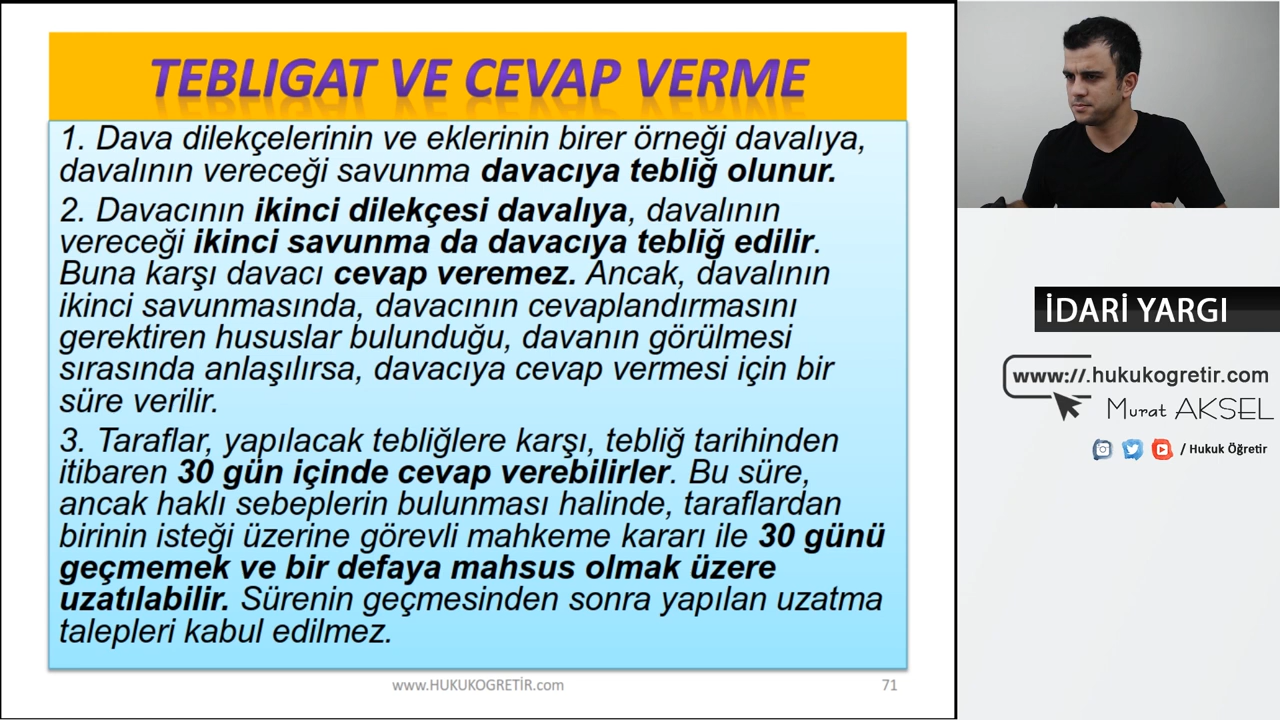 TEBLIGAT VE CEVAP VERME
1. Dava dilekçelerinin ve eklerinin birer örneği davalıya,
davalının vereceği savunma davacıya tebliğ olunur.
2. Davacının ikinci dilekçesi davalıya, davalının
vereceği ikinci savunma da davacıya tebliğ edilir.
Buna karşı davacı cevap veremez. Ancak, davalının
ikinci savunmasında, davacının cevaplandırmasını
gerektiren hususlar bulunduğu, davanın görülmesi
sırasında anlaşılırsa, davacıya cevap vermesi için bir
süre verilir.
3. Taraflar, yapılacak tebliğlere karşı, tebliğ tarihinden
itibaren 30 gün içinde cevap verebilirler. Bu süre,
ancak haklı sebeplerin bulunması halinde, taraflardan
birinin isteği üzerine görevli mahkeme kararı ile 30 günü
geçmemek ve bir defaya mahsus olmak üzere
uzatılabilir. Sürenin geçmesinden sonra yapılan uzatma
talepleri kabul edilmez.
www.HUKUKOGRETİR.com
71
İDARİ YARGI
www://.hukukogretir.com
Murat AKSEL
/ Hukuk Öğretir